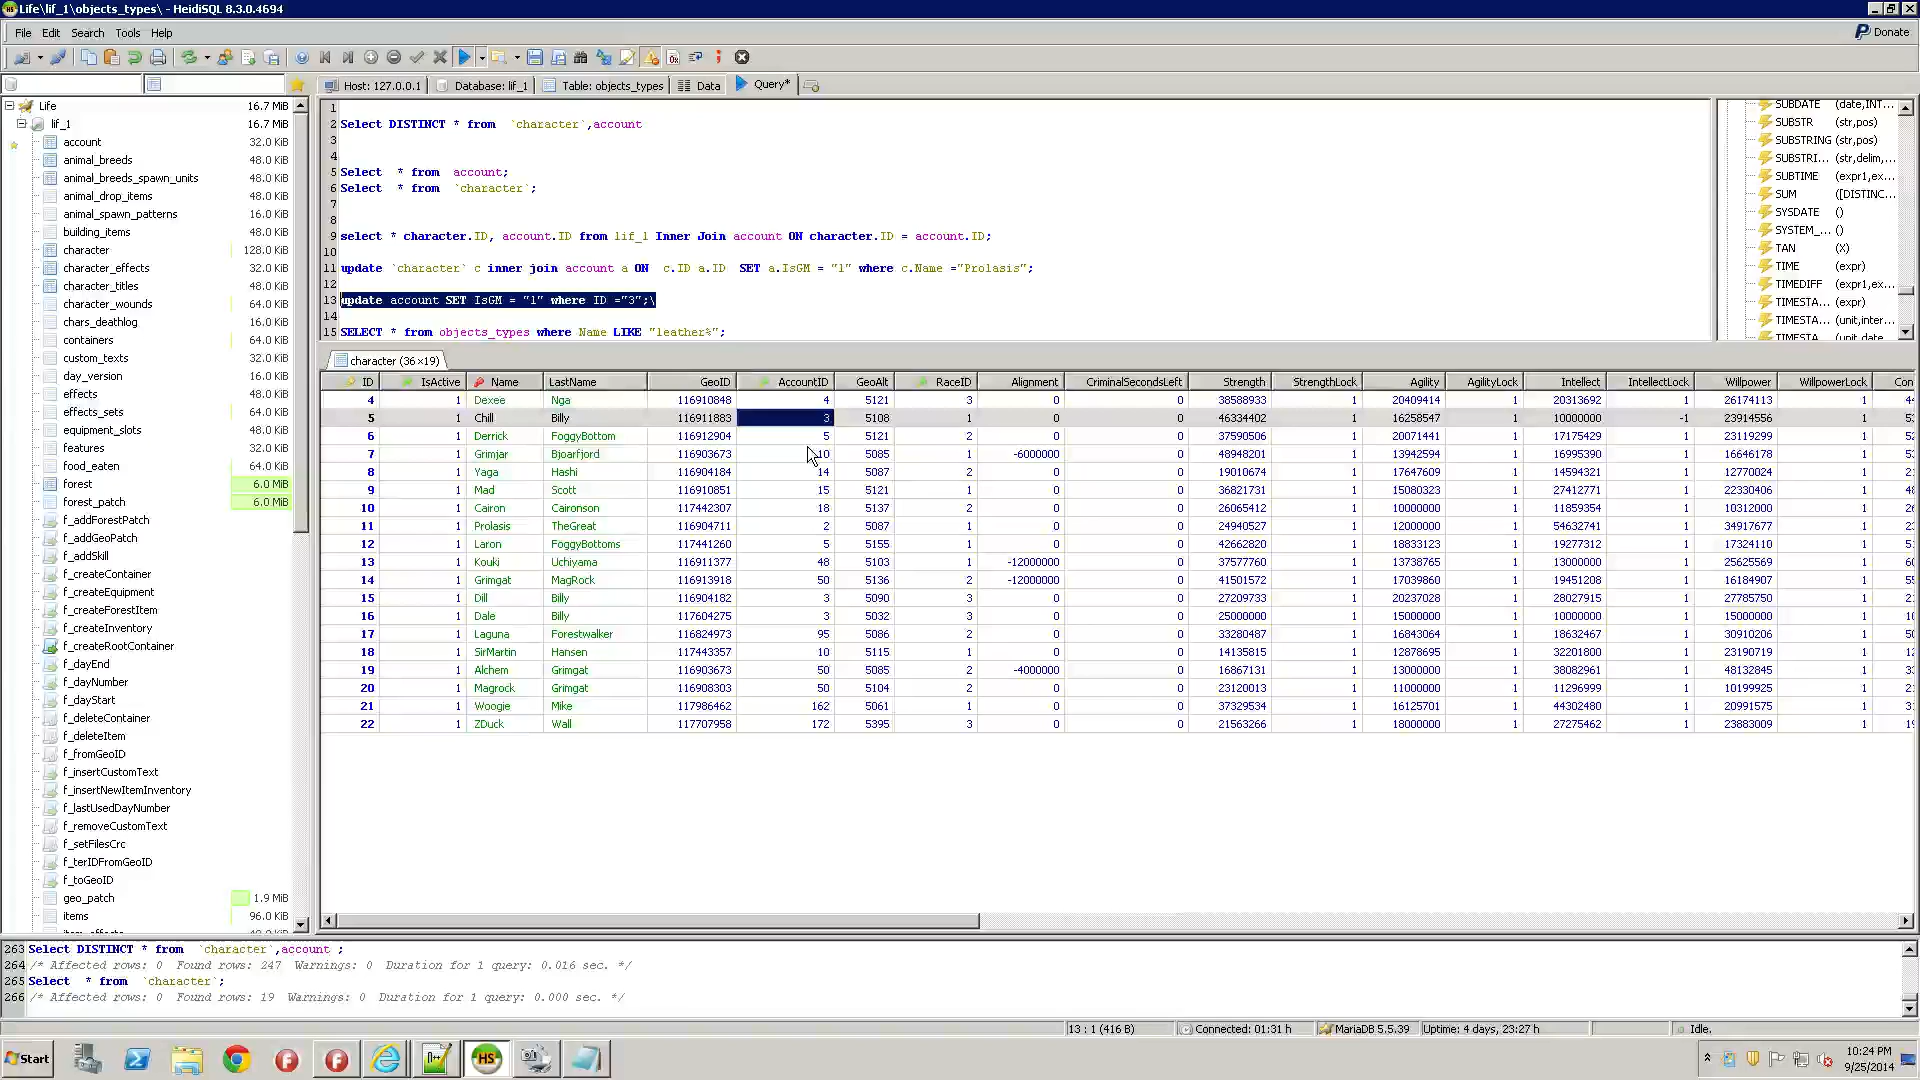 Life\lif_1\objects_types\ - HeidiSQL 8.3.0.4694
File Edit Search Tools Help
Donate
Host: 127.0.0.1 Database: lif_1 Table: objects_types Data Query*
Life 16.7 MiB
lif_1 16.7 MiB
account 32.0 KiB
animal_breeds 48.0 KiB
animal_breeds_spawn_units 48.0 KiB
animal_drop_items 48.0 KiB
animal_spawn_patterns 16.0 KiB
building_items 48.0 KiB
character 128.0 KiB
character_effects 32.0 KiB
character_titles 32.0 KiB
character_wounds 64.0 KiB
chars_deathlog 16.0 KiB
containers 64.0 KiB
custom_texts 32.0 KiB
day_version 16.0 KiB
effects 64.0 KiB
effects_sets 64.0 KiB
equipment_slots 64.0 KiB
features 48.0 KiB
food_eaten 64.0 KiB
forest 6.0 MiB
forest_patch 6.0 MiB
f_addForestPatch
f_addGeoPatch
f_addSkill
f_createContainer
f_createEquipment
f_createForestItem
f_createInventory
f_createRootContainer
f_dayEnd
f_dayNumber
f_dayStart
f_deleteContainer
f_deleteItem
f_fromGeoID
f_insertCustomText
f_insertNewItemInventory
f_lastUsedDayNumber
f_removeCustomText
f_setFilesCrc
f_terIDFromGeoID
f_toGeoID
geo_patch 1.9 MiB
items 96.0 KiB
1
2 Select DISTINCT * from `character`,account
3
4
5 Select * from account;
6 Select * from `character`;
7
8
9 select * character.ID, account.ID from lif_1 Inner Join account ON character.ID = account.ID;
10
11 update `character` c inner join account a ON c.ID a.ID SET a.IsGM = "1" where c.Name ="Prolasis";
12
13 update account SET IsGM = "1" where ID ="3";\
14
15 SELECT * from objects_types where Name LIKE "leather%";
SUBDATE (date,INT...
SUBSTR (str,pos)
SUBSTRING (str,pos)
SUBSTRI... (str,delim,...
SUBTIME (expr1,ex...
SUM ([DISTINC...
SYSDATE ()
SYSTEM_... ()
TAN (X)
TIME (expr)
TIMEDIFF (expr1,ex...
TIMESTA... (expr)
TIMESTA... (unit,inter...
TIMESTA... (unit,date
character (36×19)
ID IsActive Name LastName GeoID AccountID GeoAlt RaceID Alignment CriminalSecondsLeft Strength StrengthLock Agility AgilityLock Intellect IntellectLock Willpower WillpowerLock Con
4 1 Dexee Nga 116910848 4 5121 3 0 0 38588933 1 20409414 1 20313692 1 26174113 1 4
5 1 Chill Billy 116911883 3 5108 1 0 0 46334402 1 16258547 1 10000000 -1 23914556 1 5
6 1 Derrick FoggyBottom 116912904 5 5121 2 0 0 37590506 1 20071441 1 17175429 1 23119299 1 52
7 1 Grimjar Bjoarfjord 116903673 10 5085 1 -6000000 0 48948201 1 13942594 1 16995390 1 16646178 1 5
8 1 Yaga Hashi 116904184 14 5087 2 0 0 19010674 1 17647609 1 14594321 1 12770024 1 2
9 1 Mad Scott 116910851 15 5121 1 0 0 36821731 1 15080323 1 27412771 1 22330406 1 4
10 1 Cairon Caironson 117442307 18 5137 2 0 0 26065412 1 10000000 1 11859354 1 10312000 1 2
11 1 Prolasis TheGreat 116904711 2 5087 1 0 0 24940527 1 12000000 1 54632741 1 34917677 1 2
12 1 Laron FoggyBottoms 117441260 5 5155 1 0 0 42662820 1 18833123 1 19277312 1 17324110 1 5
13 1 Kouki Uchiyama 116911377 48 5103 1 -12000000 0 37577760 1 13738765 1 13000000 1 25625569 1 6
14 1 Grimgat MagRock 116913918 50 5136 2 -12000000 0 41501572 1 17039860 1 19451208 1 16184907 1 5
15 1 Dill Billy 116904182 3 5090 3 0 0 27209733 1 20237028 1 28027915 1 27785750 1 2
16 1 Dale Billy 117604275 3 5032 3 0 0 25000000 1 15000000 1 10000000 1 15000000 1 2
17 1 Laguna Forestwalker 116824973 95 5086 2 0 0 33280487 1 16843064 1 18632467 1 30910206 1 5
18 1 SirMartin Hansen 117443357 10 5115 1 0 0 14135815 1 12878695 1 32201800 1 23190719 1 1
19 1 Alchem Grimgat 116903673 50 5085 2 -4000000 0 16867131 1 13000000 1 38082961 1 48132845 1 2
20 1 Magrock Grimgat 116908303 50 5104 2 0 0 23120013 1 11000000 1 11296999 1 10199925 1 2
21 1 Woogie Mike 117986462 162 5061 1 0 0 37329534 1 16125701 1 44302480 1 20991575 1 3
22 1 ZDuck Wall 117707958 172 5395 3 0 0 21563266 1 18000000 1 27275462 1 23883009 1 1
263 Select DISTINCT * from `character`,account ;
264 /* Affected rows: 0 Found rows: 247 Warnings: 0 Duration for 1 query: 0.016 sec. */
265 Select * from `character`;
266 /* Affected rows: 0 Found rows: 19 Warnings: 0 Duration for 1 query: 0.000 sec. */
13 : 1 (416 B) Connected: 01:31 h MariaDB 5.5.39 Uptime: 4 days, 23:27 h Idle.
Start
10:24 PM
9/25/2014